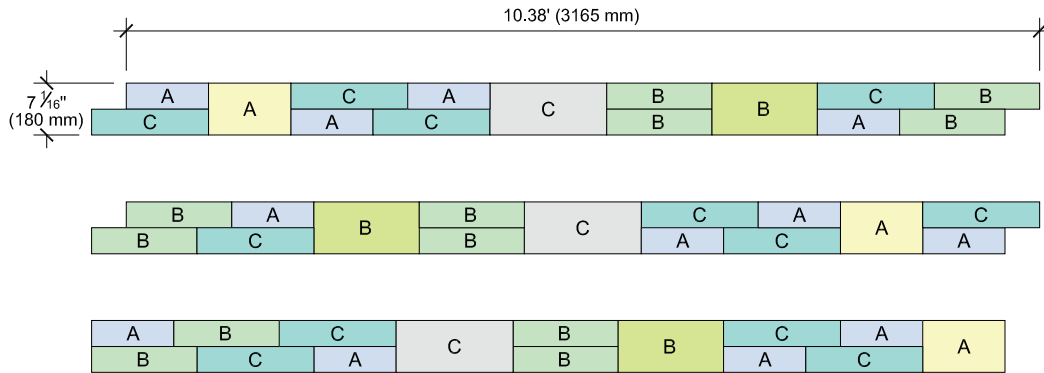 10.38' (3165 mm)
7 1⁄16"
(180 mm)
A A C A C B B C B
C A C B A B
B A B B C C A A C
B C B A C A
A B C C B B C A A
B C A B A C